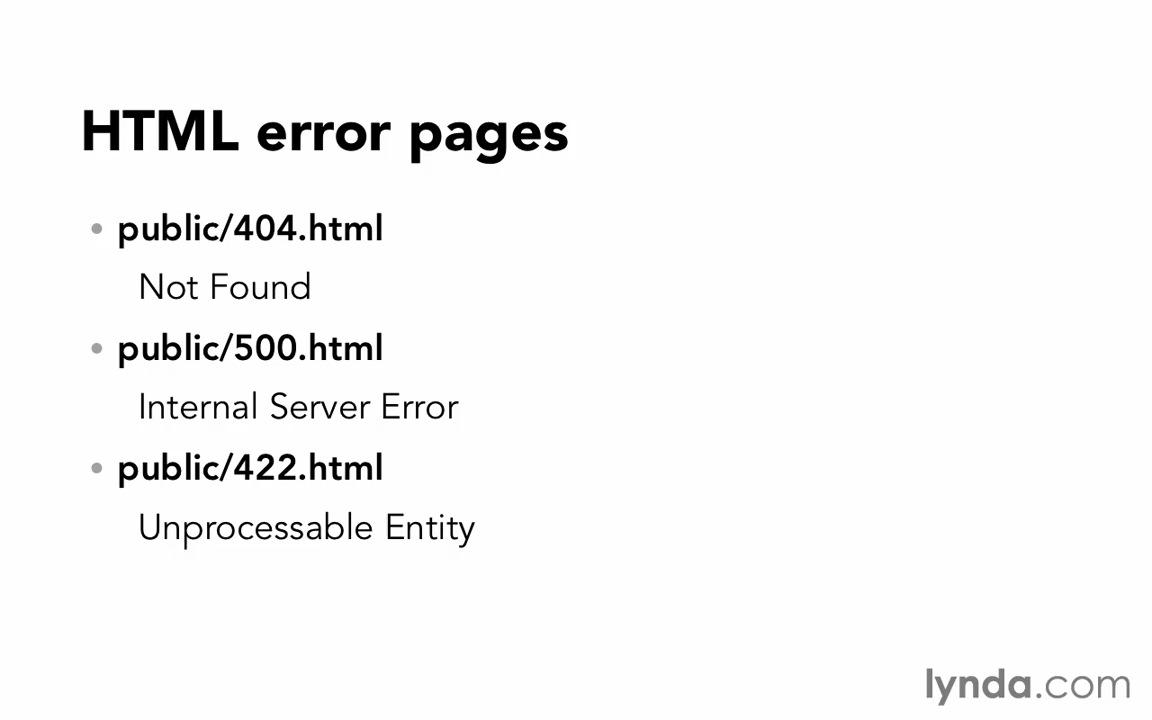 HTML error pages
• public/404.html
Not Found
• public/500.html
Internal Server Error
• public/422.html
Unprocessable Entity
lynda.com